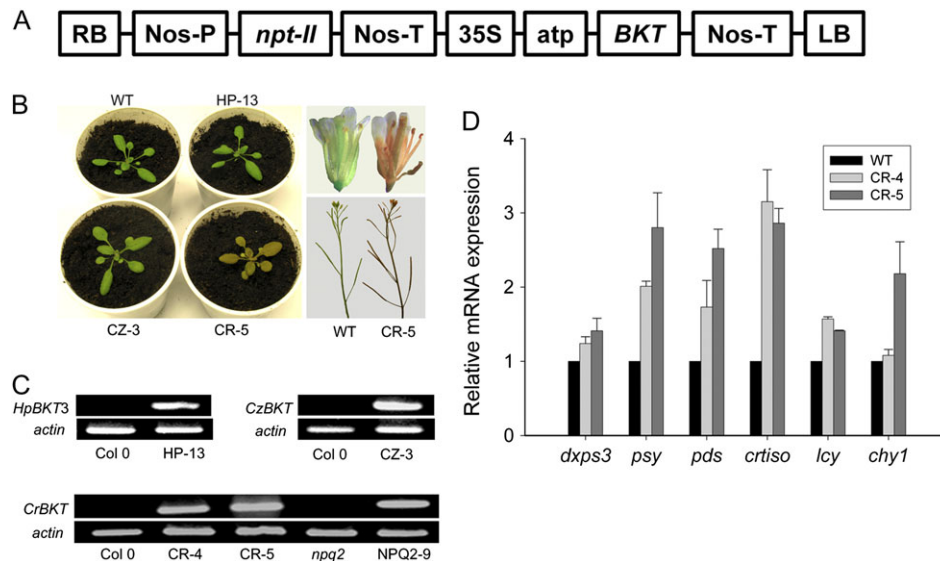 A
RB Nos-P npt-II Nos-T 35S atp BKT Nos-T LB
B
WT HP-13
CZ-3 CR-5
WT CR-5
C
HpBKT3
actin
Col 0 HP-13
CzBKT
actin
Col 0 CZ-3
CrBKT
actin
Col 0 CR-4 CR-5 npq2 NPQ2-9
D
Relative mRNA expression
4
3
2
1
0
WT
CR-4
CR-5
dxps3 psy pds crtiso lcy chy1